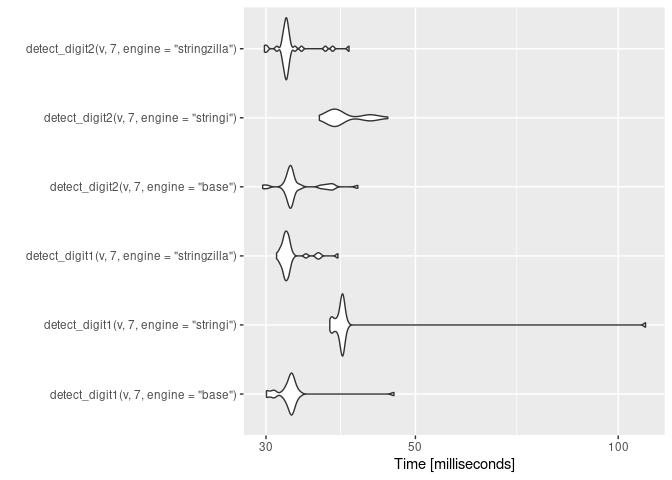 detect_digit2(v, 7, engine = "stringzilla")
detect_digit2(v, 7, engine = "stringi")
detect_digit2(v, 7, engine = "base")
detect_digit1(v, 7, engine = "stringzilla")
detect_digit1(v, 7, engine = "stringi")
detect_digit1(v, 7, engine = "base")
30 50 100
Time [milliseconds]